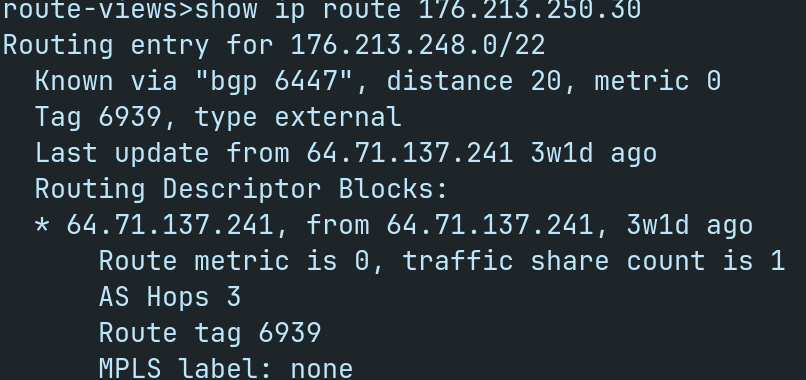 route-views>show ip route 176.213.250.30
Routing entry for 176.213.248.0/22
Known via "bgp 6447", distance 20, metric 0
Tag 6939, type external
Last update from 64.71.137.241 3w1d ago
Routing Descriptor Blocks:
* 64.71.137.241, from 64.71.137.241, 3w1d ago
Route metric is 0, traffic share count is 1
AS Hops 3
Route tag 6939
MPLS label: none